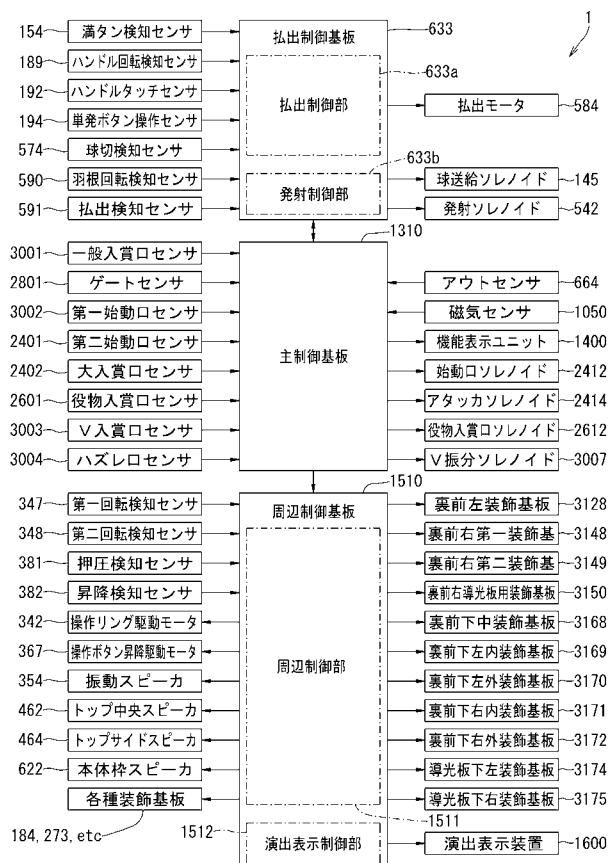 1
154 満タン検知センサ
189 ハンドル回転検知センサ
192 ハンドルタッチセンサ
194 単発ボタン操作センサ
574 球切検知センサ
590 羽根回転検知センサ
591 払出検知センサ
払出制御基板 633
633a
払出制御部
633b
発射制御部
払出モータ 584
球送給ソレノイド 145
発射ソレノイド 542
1310
3001 一般入賞口センサ
2801 ゲートセンサ
3002 第一始動口センサ
2401 第二始動口センサ
2402 大入賞口センサ
2601 役物入賞口センサ
3003 V入賞口センサ
3004 ハズレ口センサ
主制御基板
アウトセンサ 664
磁気センサ 1050
機能表示ユニット 1400
始動口ソレノイド 2412
アタッカソレノイド 2414
役物入賞口ソレノイド 2612
V振分ソレノイド 3007
1510
347 第一回転検知センサ
348 第二回転検知センサ
381 押圧検知センサ
382 昇降検知センサ
342 操作リング駆動モータ
367 操作ボタン昇降駆動モータ
354 振動スピーカ
462 トップ中央スピーカ
464 トップサイドスピーカ
622 本体枠スピーカ
各種装飾基板
184, 273, etc
周辺制御基板
周辺制御部
1511
1512
演出表示制御部
裏前左装飾基板 3128
裏前右第一装飾基 3148
裏前右第二装飾基 3149
裏前右導光板用装飾基板 3150
裏前下中装飾基板 3168
裏前下左内装飾基板 3169
裏前下左外装飾基板 3170
裏前下右内装飾基板 3171
裏前下右外装飾基板 3172
導光板下左装飾基板 3174
導光板下右装飾基板 3175
演出表示装置 1600